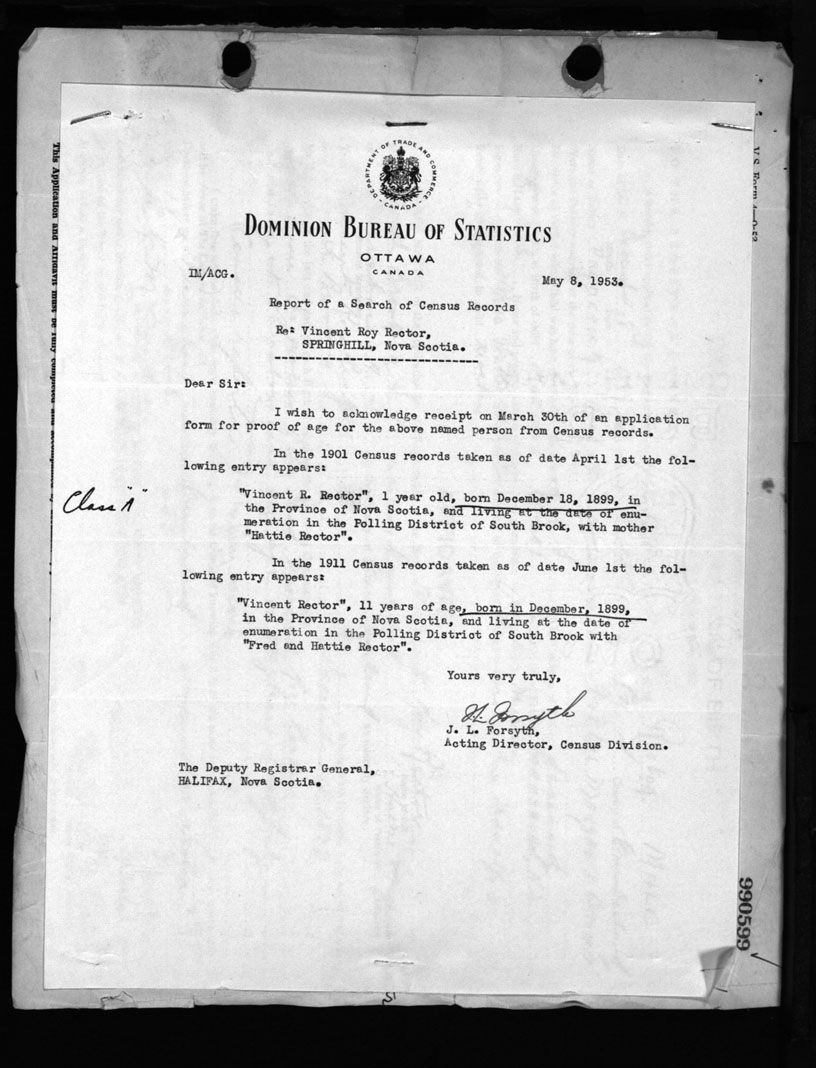 DEPARTMENT OF TRADE AND COMMERCE
- CANADA -
DOMINION BUREAU OF STATISTICS
OTTAWA
CANADA
IM/ACG.
May 8, 1953.
Report of a Search of Census Records
Re: Vincent Roy Rector,
SPRINGHILL, Nova Scotia.
Dear Sir:
I wish to acknowledge receipt on March 30th of an application
form for proof of age for the above named person from Census records.
In the 1901 Census records taken as of date April 1st the fol-
lowing entry appears:
Class "A"
"Vincent R. Rector", 1 year old, born December 18, 1899, in
the Province of Nova Scotia, and living at the date of enu-
meration in the Polling District of South Brook, with mother
"Hattie Rector".
In the 1911 Census records taken as of date June 1st the fol-
lowing entry appears:
"Vincent Rector", 11 years of age, born in December, 1899,
in the Province of Nova Scotia, and living at the date of
enumeration in the Polling District of South Brook with
"Fred and Hattie Rector".
Yours very truly,
J. L. Forsyth,
Acting Director, Census Division.
The Deputy Registrar General,
HALIFAX, Nova Scotia.
990599
This Application and Affidavit must be fully completed and